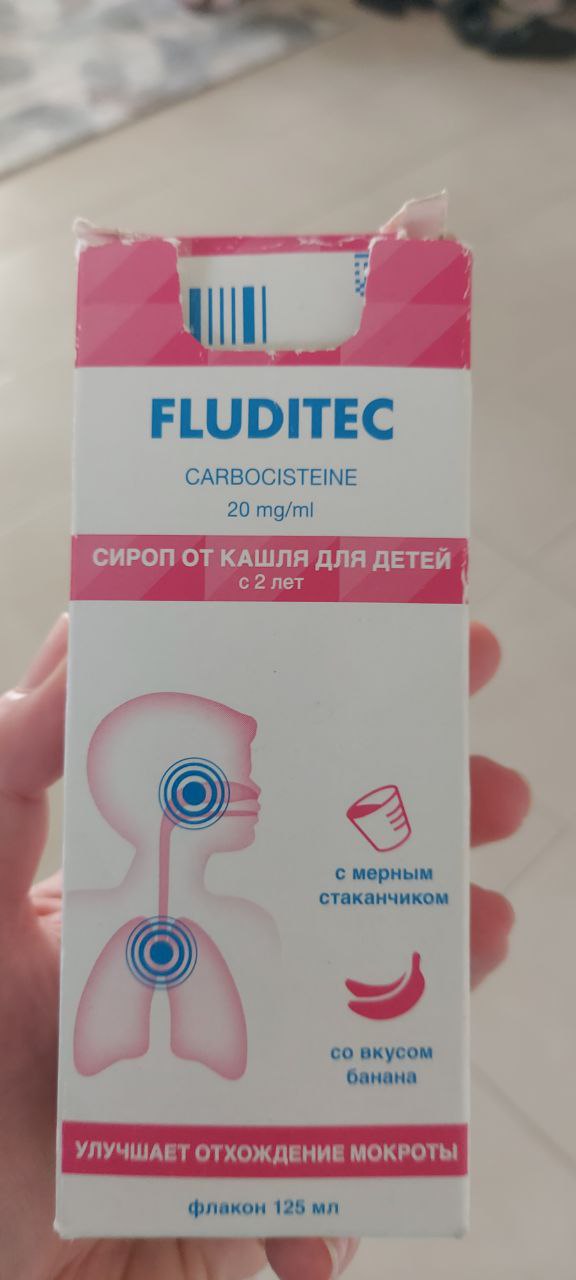 FLUDITEC
CARBOCISTEINE
20 mg/ml
СИРОП ОТ КАШЛЯ ДЛЯ ДЕТЕЙ
с 2 лет
с мерным
стаканчиком
со вкусом
банана
УЛУЧШАЕТ ОТХОЖДЕНИЕ МОКРОТЫ
флакон 125 мл